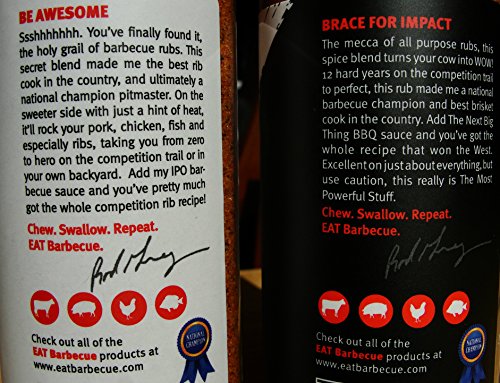 BE AWESOME
Ssshhhhhhh. You've finally found it,
the holy grail of barbecue rubs. This
secret blend made me the best rib
cook in the country, and ultimately a
national champion pitmaster. On the
sweeter side with just a hint of heat,
it'll rock your pork, chicken, fish and
especially ribs, taking you from zero
to hero on the competition trail or in
your own backyard. Add my IPO bar-
becue sauce and you've pretty much
got the whole competition rib recipe!
Chew. Swallow. Repeat.
EAT Barbecue.
Check out all of the
EAT Barbecue products at
www.eatbarbecue.com
NATIONAL
CHAMPION
BRACE FOR IMPACT
The mecca of all purpose rubs, this
spice blend turns your cow into WOW!
12 hard years on the competition trail
to perfect, this rub made me a national
barbecue champion and best brisket
cook in the country. Add The Next Big
Thing BBQ sauce and you've got the
whole recipe that won the West.
Excellent on just about everything, but
use caution, this really is The Most
Powerful Stuff.
Chew. Swallow. Repeat.
EAT Barbecue.
Check out all of the
EAT Barbecue products at
www.eatbarbecue.com
NATIONAL
CHAMPION